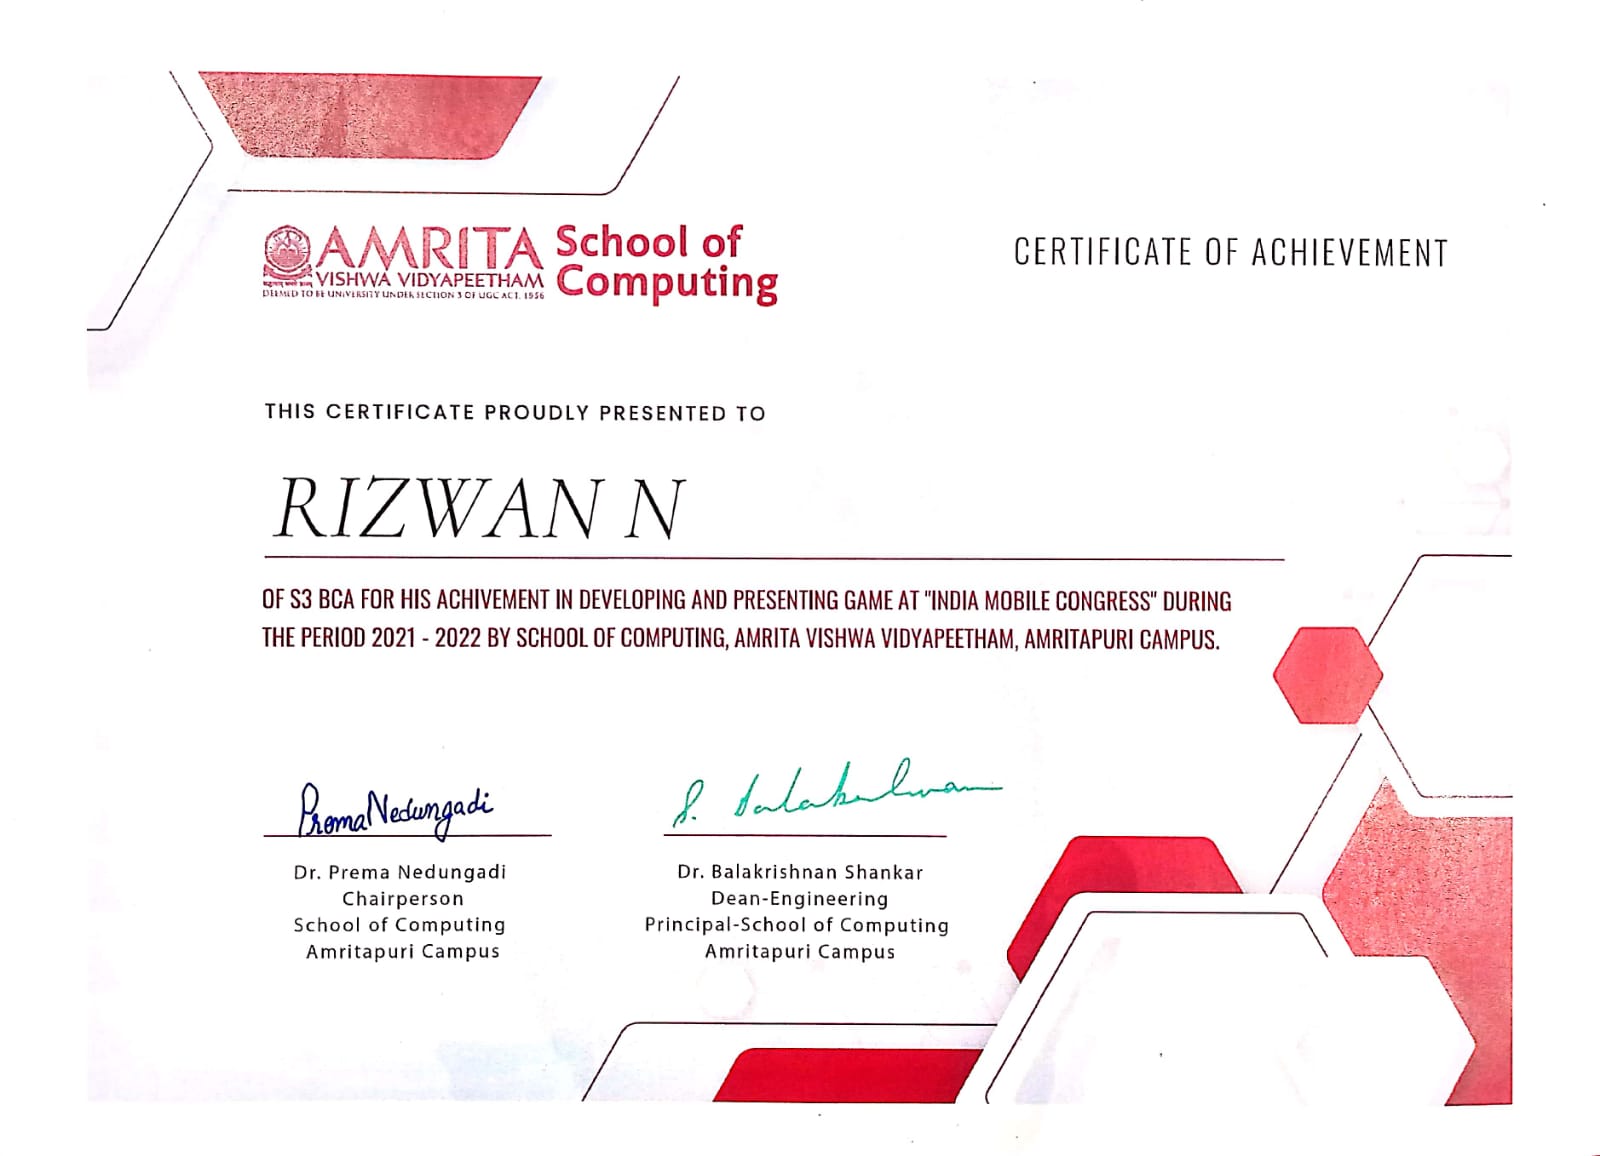 AMRITA
VISHWA VIDYAPEETHAM
DEEMED TO BE UNIVERSITY UNDER SECTION 3 OF UGC ACT, 1956
School of
Computing
CERTIFICATE OF ACHIEVEMENT
THIS CERTIFICATE PROUDLY PRESENTED TO
RIZWAN N
OF S3 BCA FOR HIS ACHIVEMENT IN DEVELOPING AND PRESENTING GAME AT "INDIA MOBILE CONGRESS" DURING
THE PERIOD 2021 - 2022 BY SCHOOL OF COMPUTING, AMRITA VISHWA VIDYAPEETHAM, AMRITAPURI CAMPUS.
Prema Nedungadi
S. Balakrishnan
Dr. Prema Nedungadi
Chairperson
School of Computing
Amritapuri Campus
Dr. Balakrishnan Shankar
Dean-Engineering
Principal-School of Computing
Amritapuri Campus